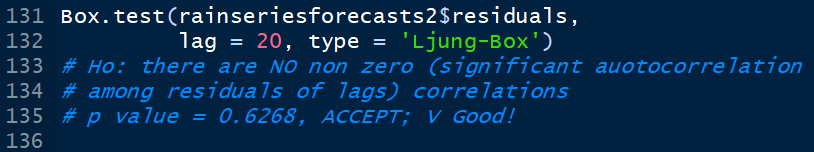 131 Box.test(rainseriesforecasts2$residuals,
132          lag = 20, type = 'Ljung-Box')
133 # Ho: there are NO non zero (significant auotocorrelation
134 # among residuals of lags) correlations
135 # p value = 0.6268, ACCEPT; V Good!
136